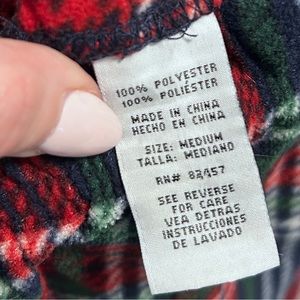 100% POLYESTER
100% POLIÉSTER
MADE IN CHINA
HECHO EN CHINA
SIZE: MEDIUM
TALLA: MEDIANO
RN# 82457
SEE REVERSE
FOR CARE
VEA DETRAS
INSTRUCCIONES
DE LAVADO